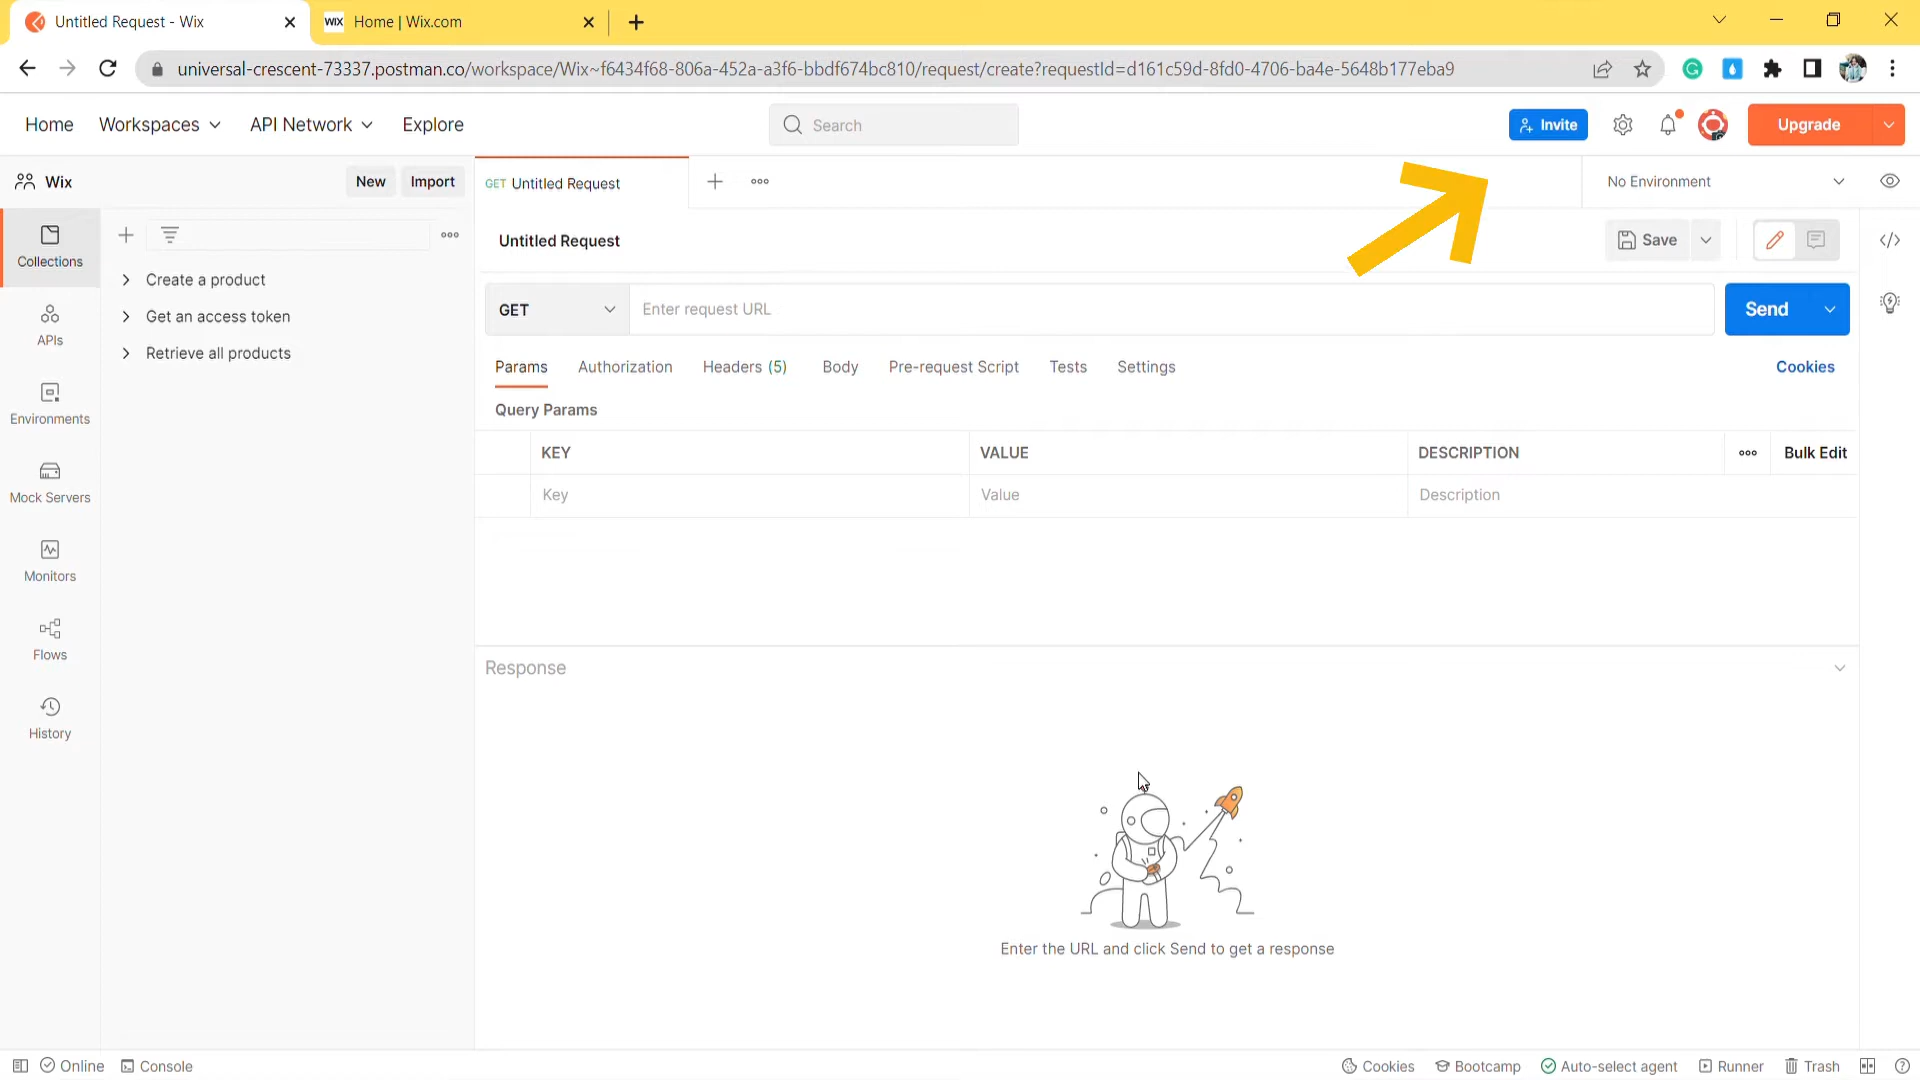 Untitled Request - Wix
WIX Home | Wix.com
universal-crescent-73337.postman.co/workspace/Wix~f6434f68-806a-452a-a3f6-bbdf674bc810/request/create?requestId=d161c59d-8fd0-4706-ba4e-5648b177eba9
Home Workspaces API Network Explore
Search
Invite
Upgrade
Wix
New Import
GET Untitled Request
No Environment
Collections
APIs
Environments
Mock Servers
Monitors
Flows
History
Create a product
Get an access token
Retrieve all products
Untitled Request
Save
GET
Enter request URL
Send
Params Authorization Headers (5) Body Pre-request Script Tests Settings
Cookies
Query Params
KEY VALUE DESCRIPTION
Bulk Edit
Key Value Description
Response
Enter the URL and click Send to get a response
Online Console
Cookies Bootcamp Auto-select agent Runner Trash